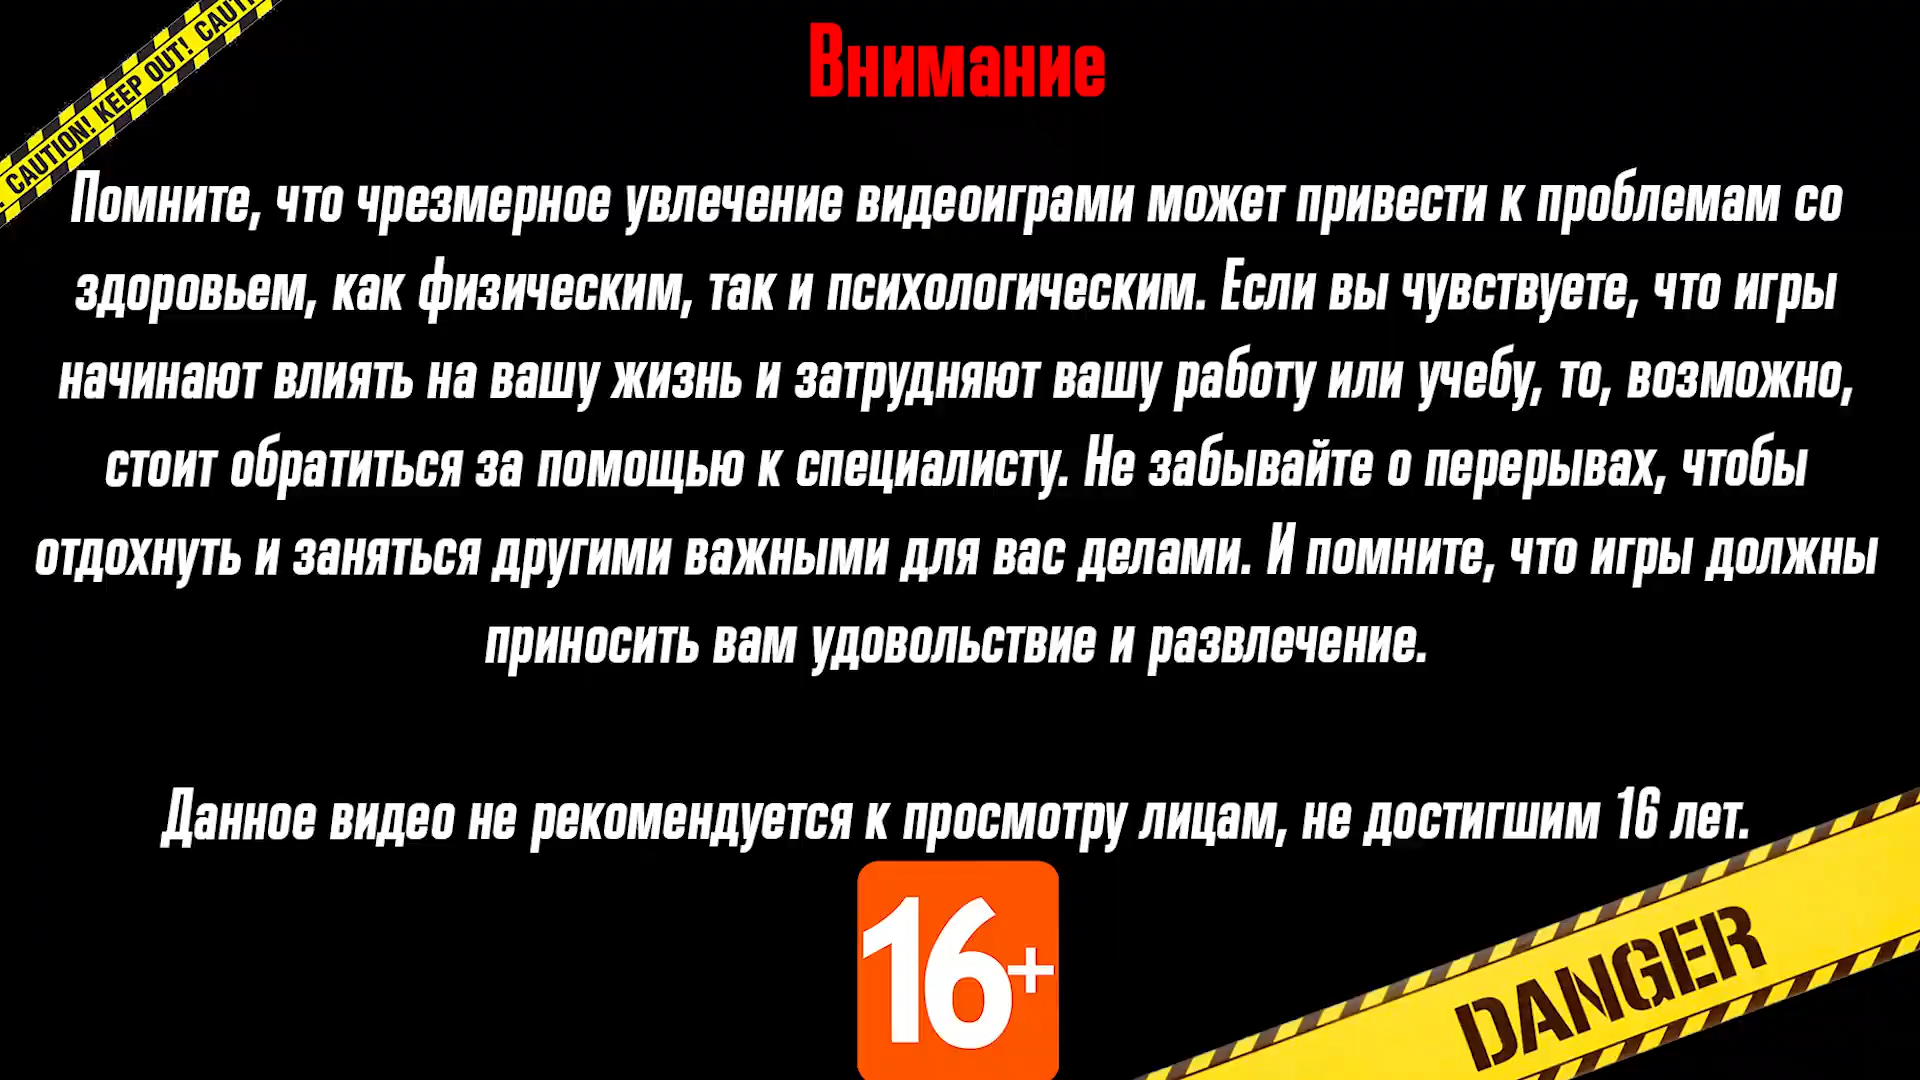 CAUTION! KEEP OUT! CAUTI
Внимание
Помните, что чрезмерное увлечение видеоиграми может привести к проблемам со
здоровьем, как физическим, так и психологическим. Если вы чувствуете, что игры
начинают влиять на вашу жизнь и затрудняют вашу работу или учебу, то, возможно,
стоит обратиться за помощью к специалисту. Не забывайте о перерывах, чтобы
отдохнуть и заняться другими важными для вас делами. И помните, что игры должны
приносить вам удовольствие и развлечение.
Данное видео не рекомендуется к просмотру лицам, не достигшим 16 лет.
16+
DANGER